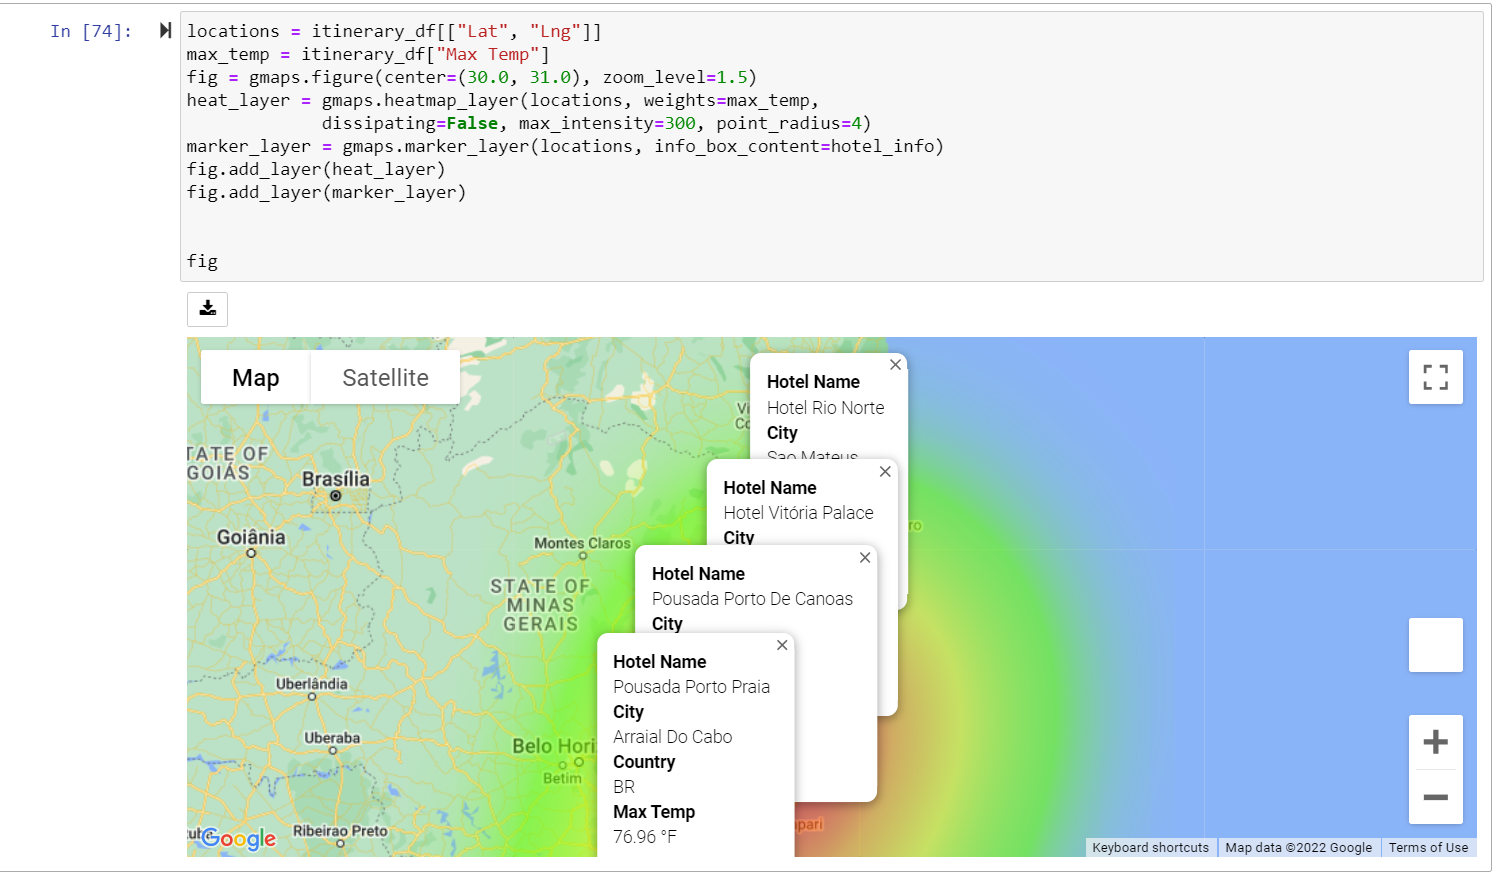 In [74]:
locations = itinerary_df[["Lat", "Lng"]]
max_temp = itinerary_df["Max Temp"]
fig = gmaps.figure(center=(30.0, 31.0), zoom_level=1.5)
heat_layer = gmaps.heatmap_layer(locations, weights=max_temp,
dissipating=False, max_intensity=300, point_radius=4)
marker_layer = gmaps.marker_layer(locations, info_box_content=hotel_info)
fig.add_layer(heat_layer)
fig.add_layer(marker_layer)
fig
Map
Satellite
TATE OF
GOIÁS
Brasília
Goiânia
Montes Claros
STATE OF
MINAS
GERAIS
Uberlândia
Uberaba
Belo Hori
Betim
Ribeirao Preto
Google
Hotel Name
Hotel Rio Norte
City
Sao Mateus
Hotel Name
Hotel Vitória Palace
City
Hotel Name
Pousada Porto De Canoas
City
Hotel Name
Pousada Porto Praia
City
Arraial Do Cabo
Country
BR
Max Temp
76.96 °F
ro
apari
Keyboard shortcuts
Map data ©2022 Google
Terms of Use